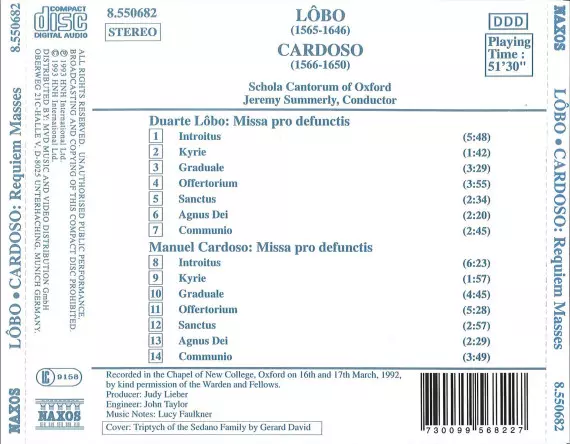 8.550682
COMPACT
disc
DIGITAL AUDIO
8.550682
STEREO
LÔBO
(1565-1646)
CARDOSO
(1566-1650)
Schola Cantorum of Oxford
Jeremy Summerly, Conductor
DDD
Playing
Time :
51'30"
NAXOS
Duarte Lôbo: Missa pro defunctis
1 Introitus (5:48)
2 Kyrie (1:42)
3 Graduale (3:29)
4 Offertorium (3:55)
5 Sanctus (2:34)
6 Agnus Dei (2:20)
7 Communio (2:45)
Manuel Cardoso: Missa pro defunctis
8 Introitus (6:23)
9 Kyrie (1:57)
10 Graduale (4:45)
11 Offertorium (5:28)
12 Sanctus (2:57)
13 Agnus Dei (2:29)
14 Communio (3:49)
Recorded in the Chapel of New College, Oxford on 16th and 17th March, 1992,
by kind permission of the Warden and Fellows.
Producer: Judy Lieber
Engineer: John Taylor
Music Notes: Lucy Faulkner
Cover: Triptych of the Sedano Family by Gerard David
7 30099 56822 7
ALL RIGHTS RESERVED. UNAUTHORISED PUBLIC PERFORMANCE,
BROADCASTING AND COPYING OF THIS COMPACT DISC PROHIBITED.
℗ 1993 HNH International Ltd.
© 1993 HNH International Ltd.
DISTRIBUTED BY: MVD MUSIC AND VIDEO DISTRIBUTION GmbH
OBERWEG 21C-HALLE V, D-8025 UNTERHACHING, MUNICH GERMANY.
LC 9158
NAXOS
NAXOS LÔBO • CARDOSO: Requiem Masses 8.550682
LÔBO • CARDOSO: Requiem Masses
8.550682